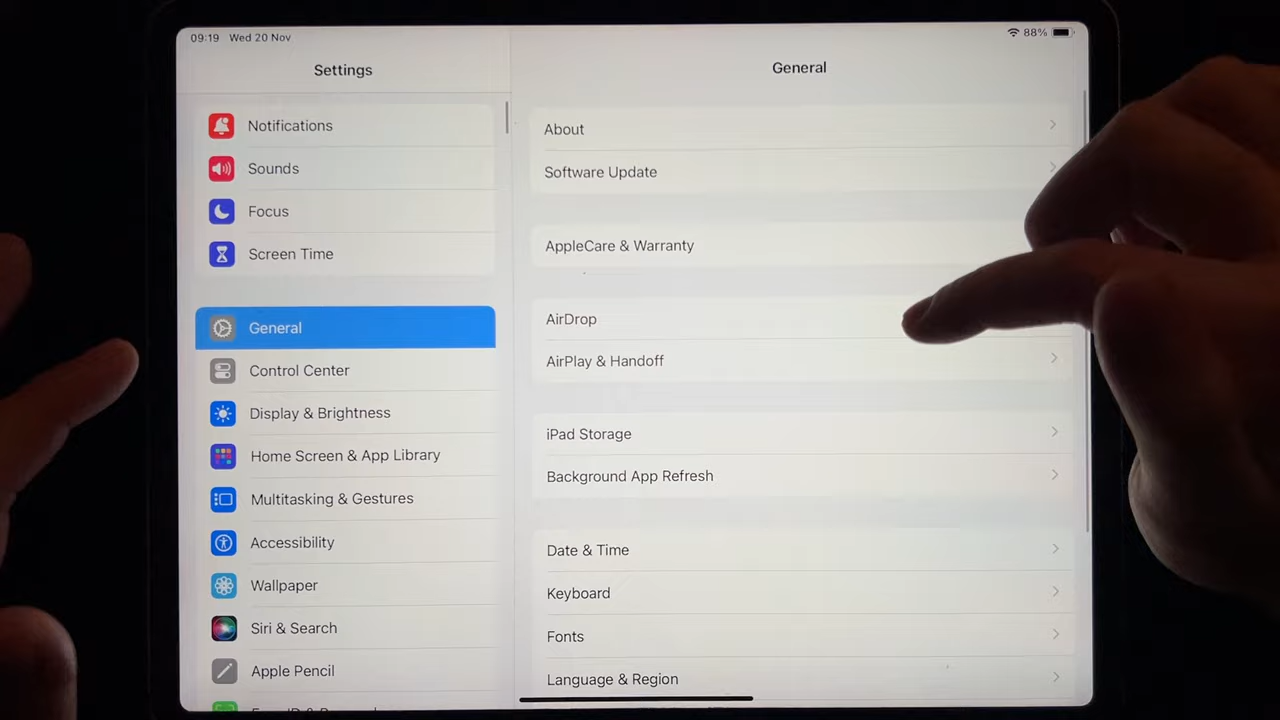 09:19 Wed 20 Nov
88%
Settings
General
Notifications
Sounds
Focus
Screen Time
General
Control Center
Display & Brightness
Home Screen & App Library
Multitasking & Gestures
Accessibility
Wallpaper
Siri & Search
Apple Pencil
About
Software Update
AppleCare & Warranty
AirDrop
AirPlay & Handoff
iPad Storage
Background App Refresh
Date & Time
Keyboard
Fonts
Language & Region